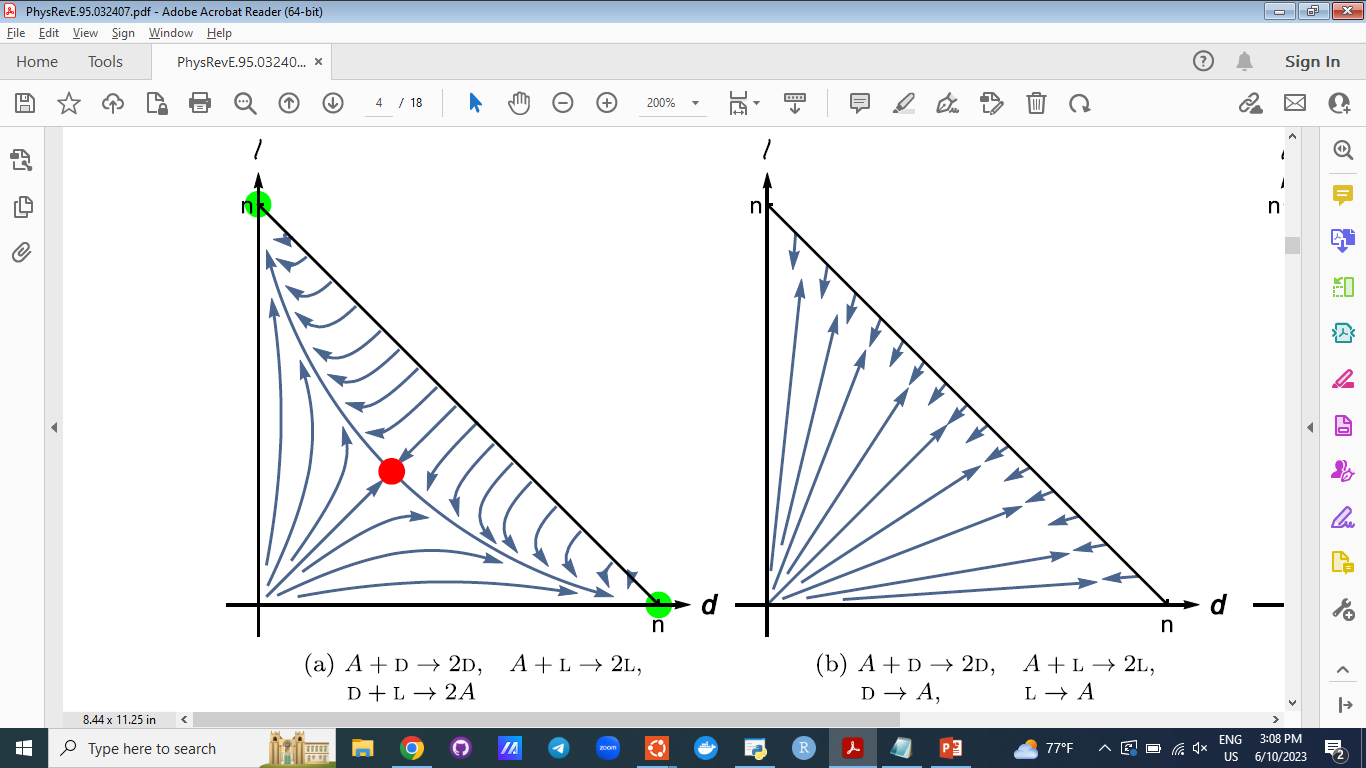 PhysRevE.95.032407.pdf - Adobe Acrobat Reader (64-bit)
File Edit View Sign Window Help
Home Tools PhysRevE.95.03240... × Sign In
4 / 18 200%
l l
n n n
d d
n n
(a) A + D → 2D, A + L → 2L,
D + L → 2A
(b) A + D → 2D, A + L → 2L,
D → A, L → A
8.44 x 11.25 in
Type here to search
zoom
R
77°F
ENG
US
3:08 PM
6/10/2023
2